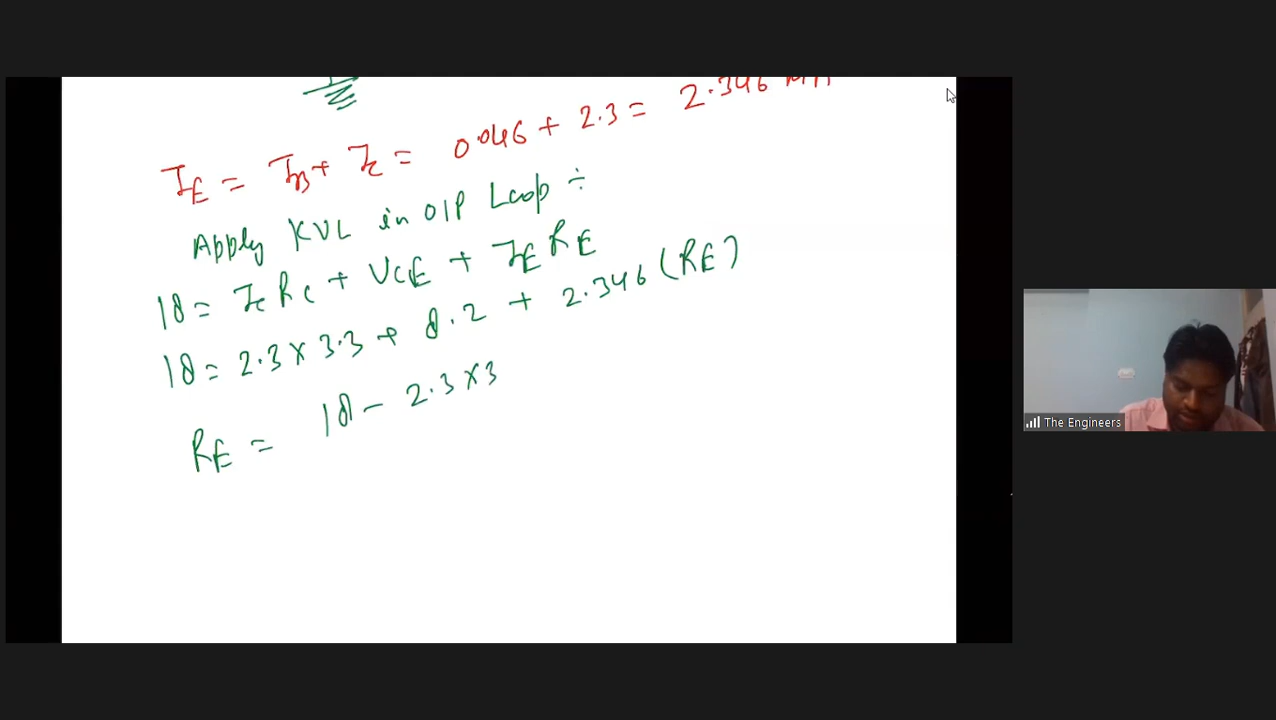 IE = IB + IC = 0.046 + 2.3 = 2.346 mA
Apply KVL in O/P Loop ÷
18 = IC RC + VCE + IE RE
18 = 2.3 × 3.3 + 8.2 + 2.346 (RE)
RE = 18 - 2.3 × 3
The Engineers